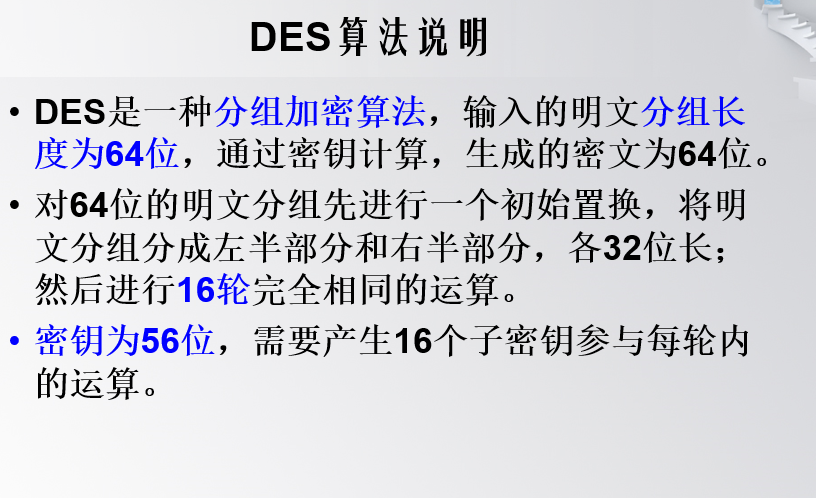 DES算法说明
• DES是一种分组加密算法，输入的明文分组长
度为64位，通过密钥计算，生成的密文为64位。
• 对64位的明文分组先进行一个初始置换，将明
文分组分成左半部分和右半部分，各32位长；
然后进行16轮完全相同的运算。
• 密钥为56位，需要产生16个子密钥参与每轮内
的运算。